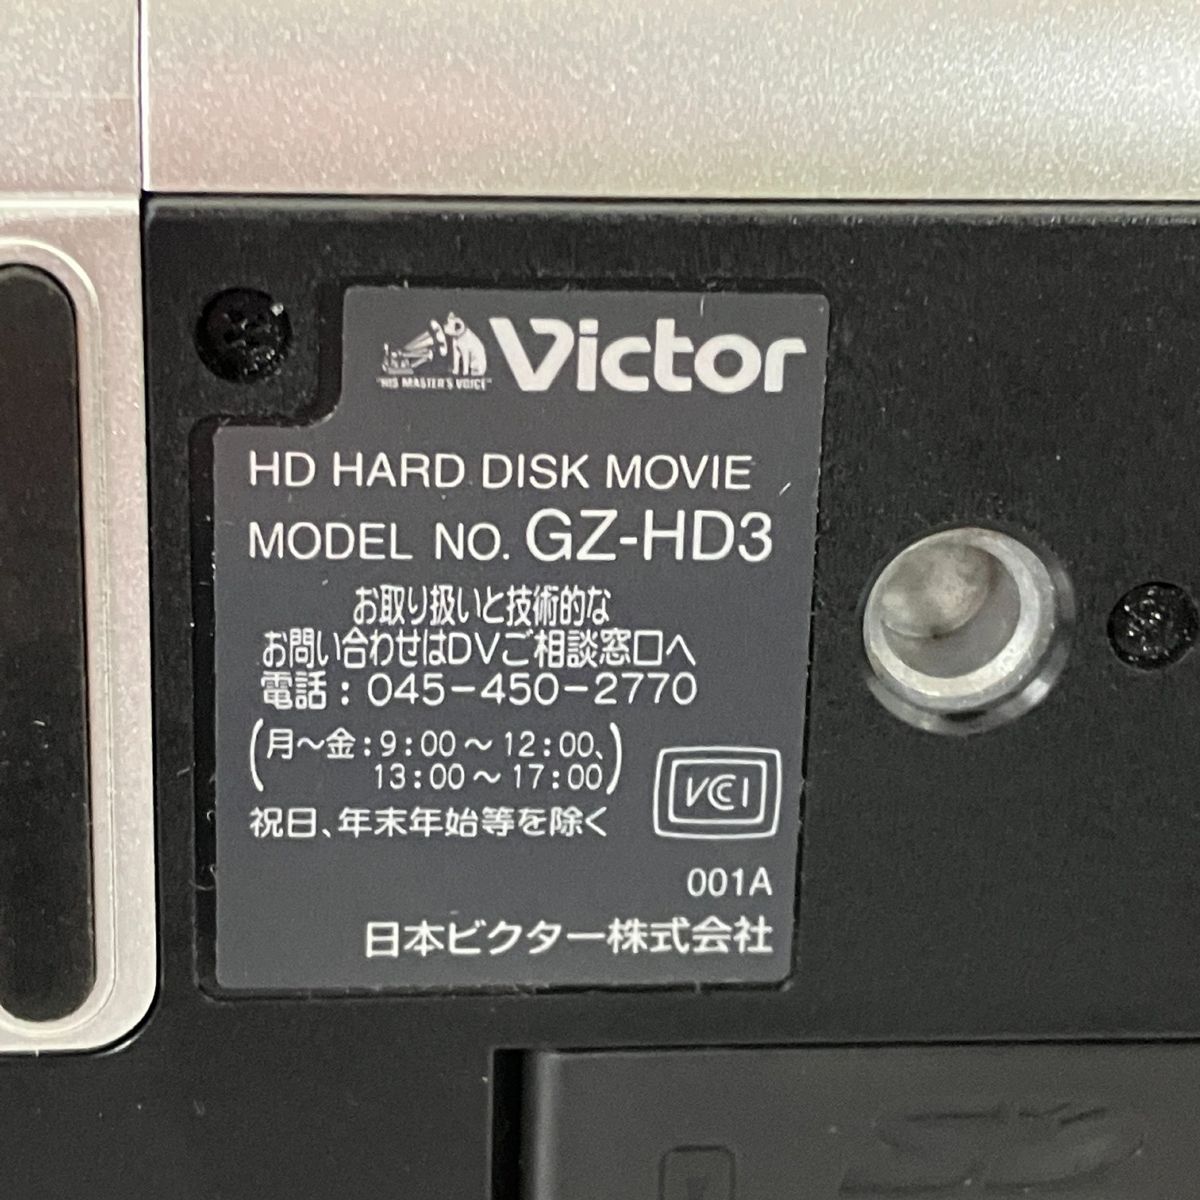 "HIS MASTER'S VOICE"
Victor
HD HARD DISK MOVIE
MODEL NO. GZ-HD3
お取り扱いと技術的な
お問い合わせはDVご相談窓口へ
電話：045-450-2770
(月～金：9:00～12:00、
13:00～17:00)
祝日、年末年始等を除く
VCCI
001A
日本ビクター株式会社
SD